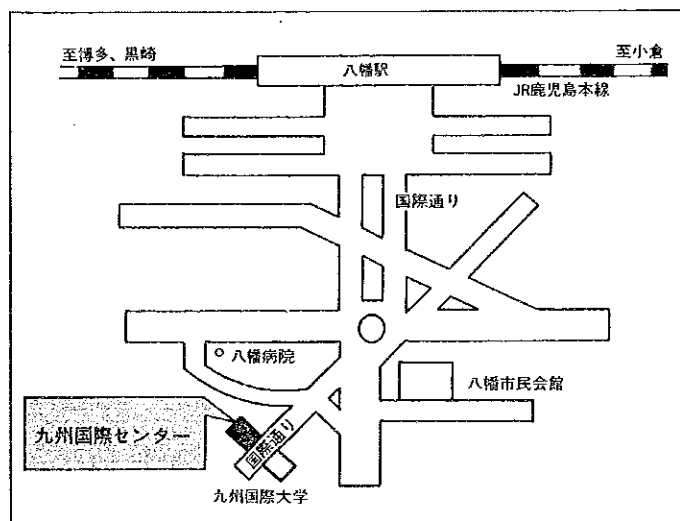 至博多、黒崎
八幡駅
至小倉
JR鹿児島本線
国際通り
八幡病院
八幡市民会館
九州国際センター
国際通り
九州国際大学